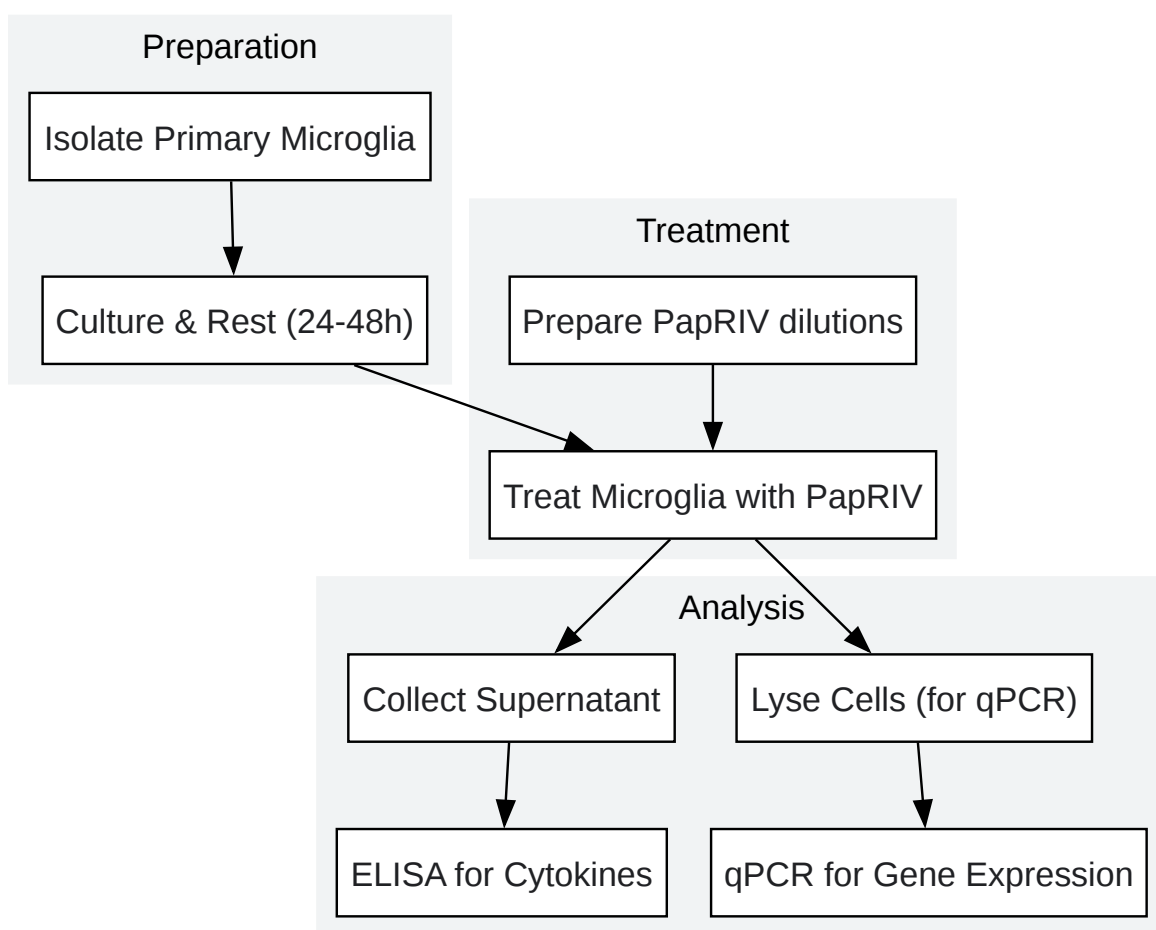 Preparation
Isolate Primary Microglia
Culture & Rest (24-48h)
Treatment
Prepare PapRIV dilutions
Treat Microglia with PapRIV
Analysis
Collect Supernatant
Lyse Cells (for qPCR)
ELISA for Cytokines
qPCR for Gene Expression